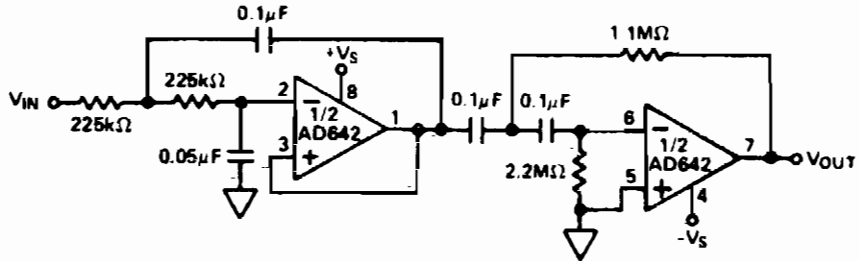 0.1µF
1 1MΩ
+VS
225kΩ
8
VIN
2
–
1/2
AD642
1
0.1µF
0.1µF
6
–
1/2
AD642
7
VOUT
225kΩ
3
+
0.05µF
2.2MΩ
5
+
4
-VS